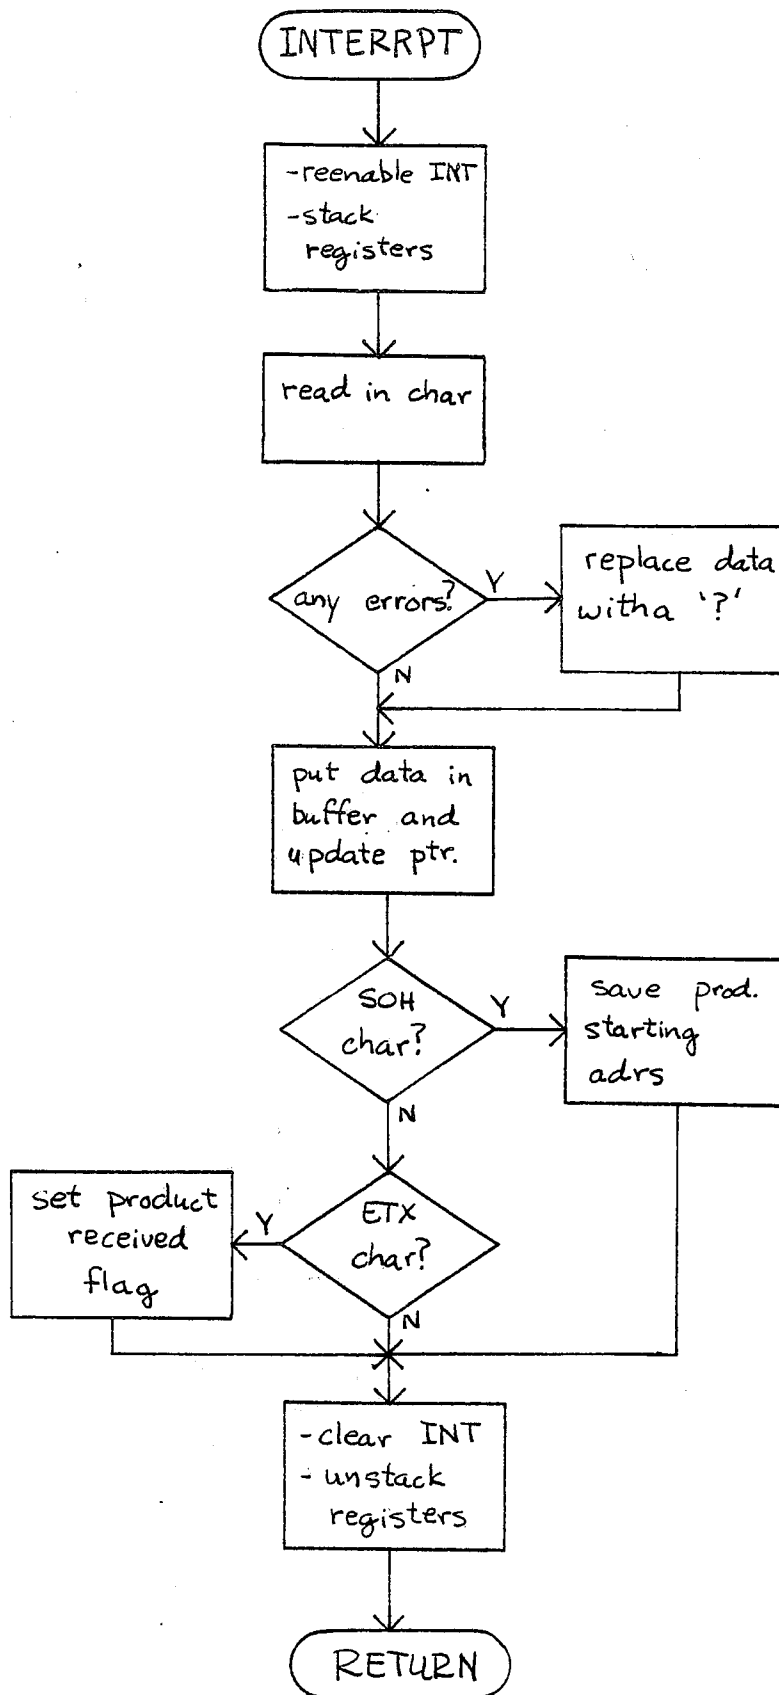 INTERRPT
-reenable INT
-stack
registers
read in char
any errors?
Y
replace data
with a '?'
N
put data in
buffer and
update ptr.
SOH
char?
Y
save prod.
starting
adrs
N
ETX
char?
Y
set product
received
flag
N
-clear INT
- unstack
registers
RETURN